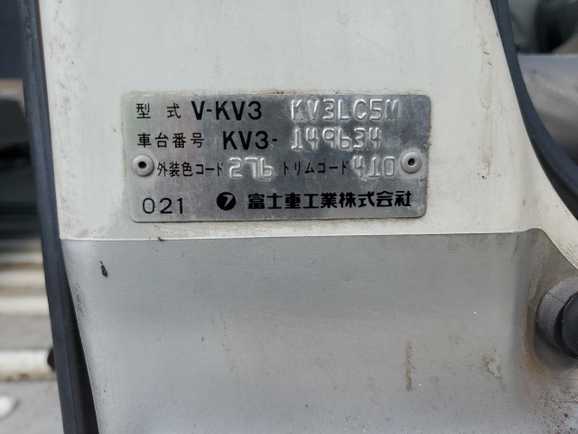 型式 V-KV3 KV3LC5M
車台番号 KV3-149634
外装色コード 276 トリムコード 410
021 富士重工業株式会社